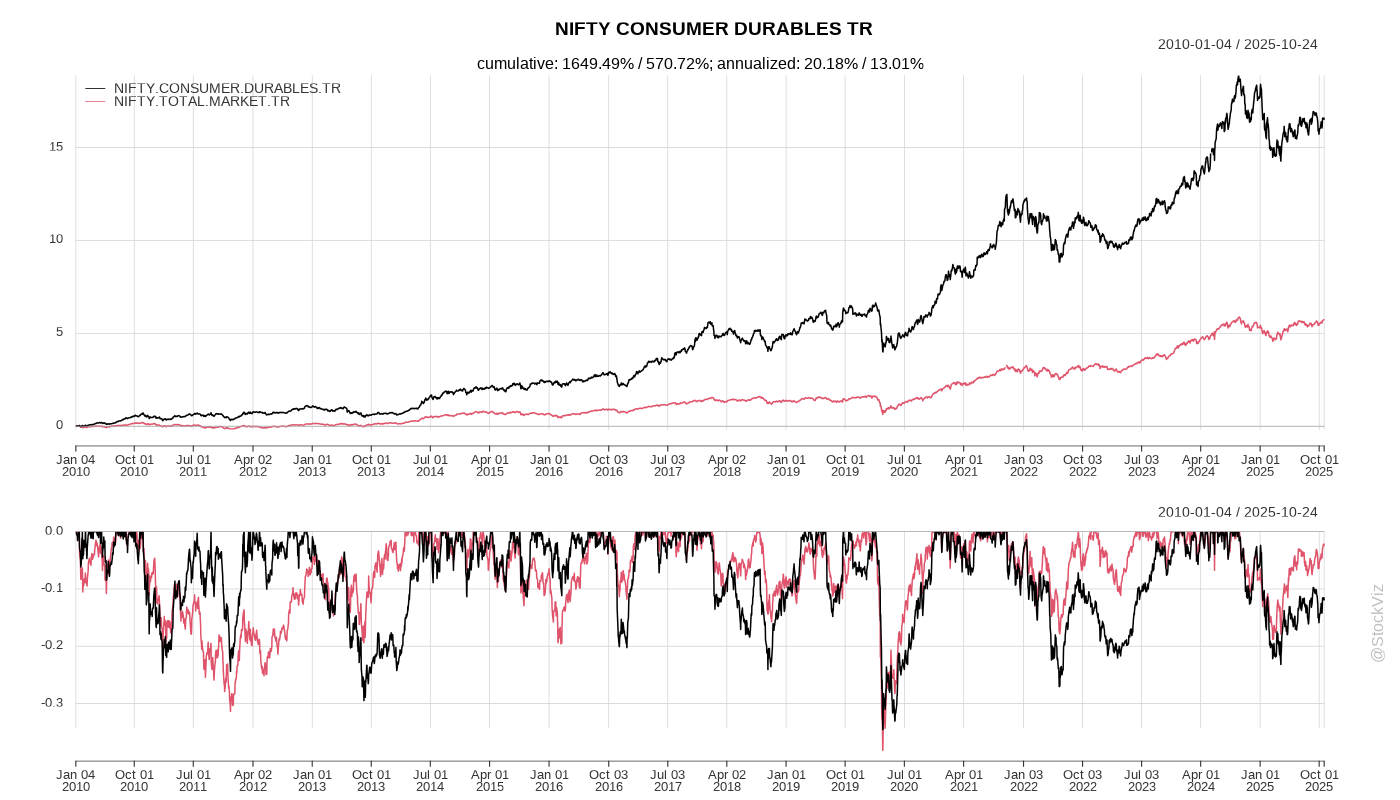 NIFTY CONSUMER DURABLES TR
2010-01-04 / 2025-10-24
cumulative: 1649.49% / 570.72%; annualized: 20.18% / 13.01%
NIFTY.CONSUMER.DURABLES.TR
NIFTY.TOTAL.MARKET.TR
15
10
5
0
Jan 04 Oct 01 Jul 01 Apr 02 Jan 01 Oct 01 Jul 01 Apr 01 Jan 01 Oct 03 Jul 03 Apr 02 Jan 01 Oct 01 Jul 01 Apr 01 Jan 03 Oct 03 Jul 03 Apr 01 Jan 01 Oct 01
2010 2010 2011 2012 2013 2013 2014 2015 2016 2016 2017 2018 2019 2019 2020 2021 2022 2022 2023 2024 2025 2025
2010-01-04 / 2025-10-24
0.0
-0.1
-0.2
-0.3
Jan 04 Oct 01 Jul 01 Apr 02 Jan 01 Oct 01 Jul 01 Apr 01 Jan 01 Oct 03 Jul 03 Apr 02 Jan 01 Oct 01 Jul 01 Apr 01 Jan 03 Oct 03 Jul 03 Apr 01 Jan 01 Oct 01
2010 2010 2011 2012 2013 2013 2014 2015 2016 2016 2017 2018 2019 2019 2020 2021 2022 2022 2023 2024 2025 2025
@StockViz